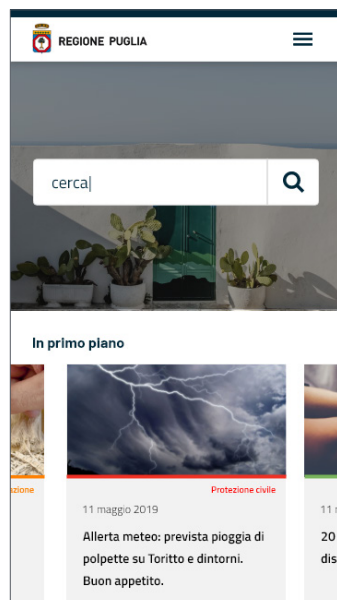 REGIONE PUGLIA
cerca
In primo piano
Protezione civile
11 maggio 2019
Allerta meteo: prevista pioggia di
polpette su Toritto e dintorni.
Buon appetito.
11
20
dis